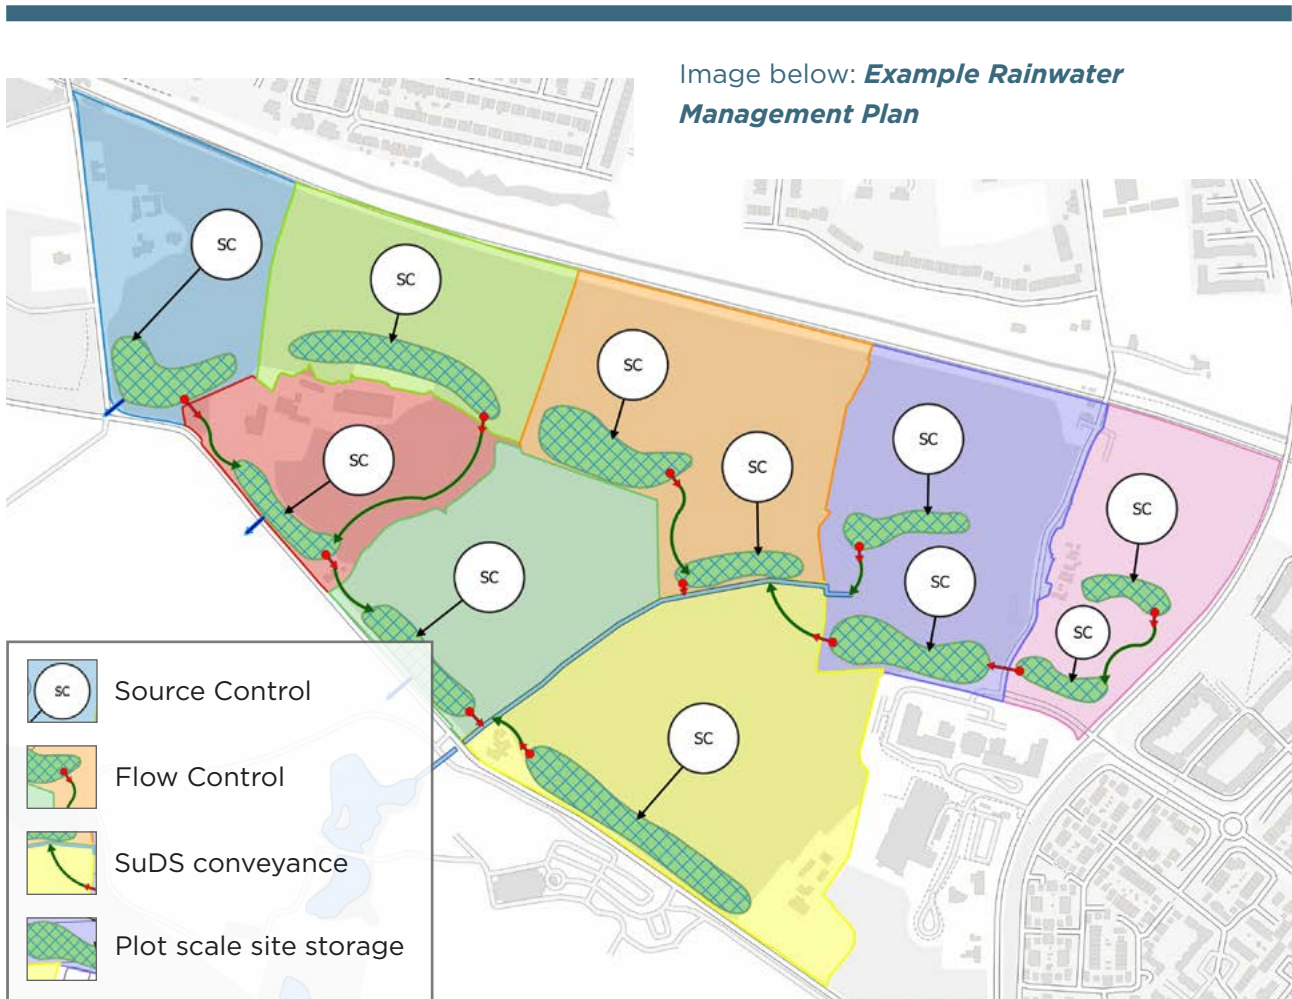 Image below: Example Rainwater
Management Plan
SC
SC
SC
SC
SC
SC
SC
SC
SC
SC
SC
SC
SC Source Control
Flow Control
SuDS conveyance
Plot scale site storage